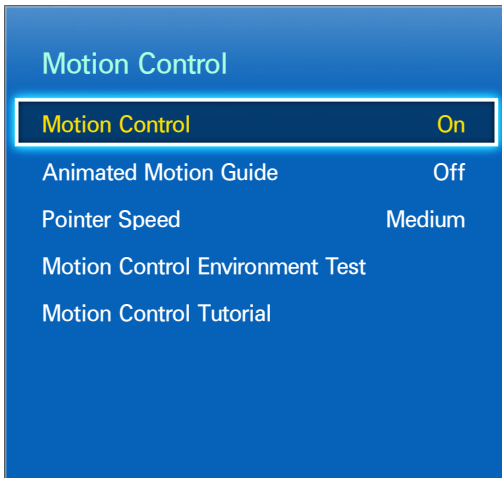 Motion Control
Motion Control On
Animated Motion Guide Off
Pointer Speed Medium
Motion Control Environment Test
Motion Control Tutorial